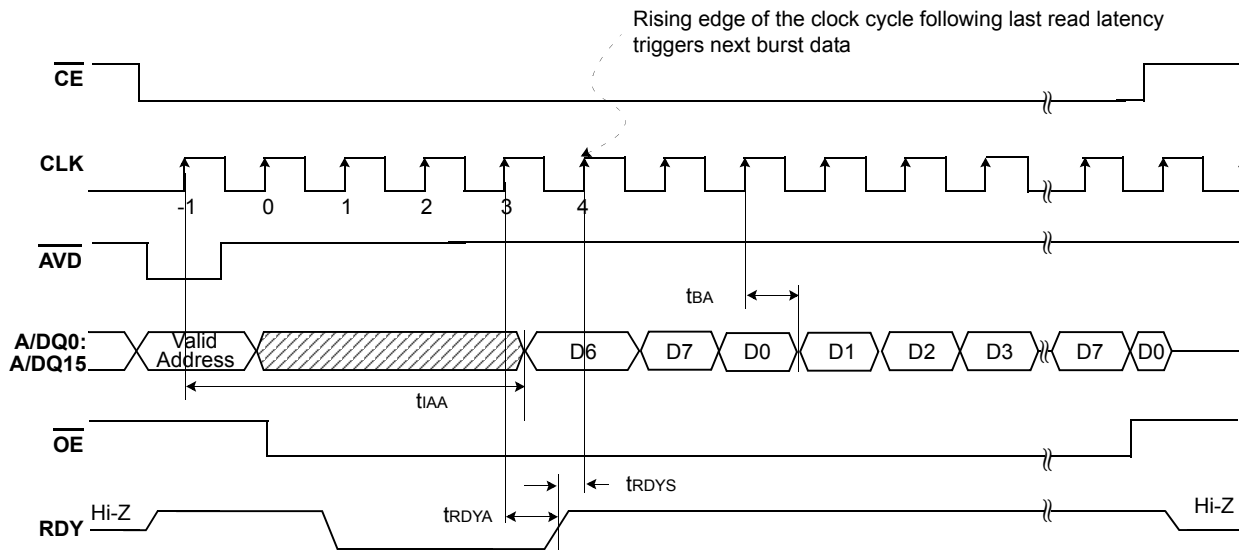 Rising edge of the clock cycle following last read latency
triggers next burst data
CE
CLK
-1 0 1 2 3 4
AVD
tBA
A/DQ0:
A/DQ15
Valid
Address
D6 D7 D0 D1 D2 D3 D7 D0
tIAA
OE
tRDYS
Hi-Z
RDY
tRDYA
Hi-Z